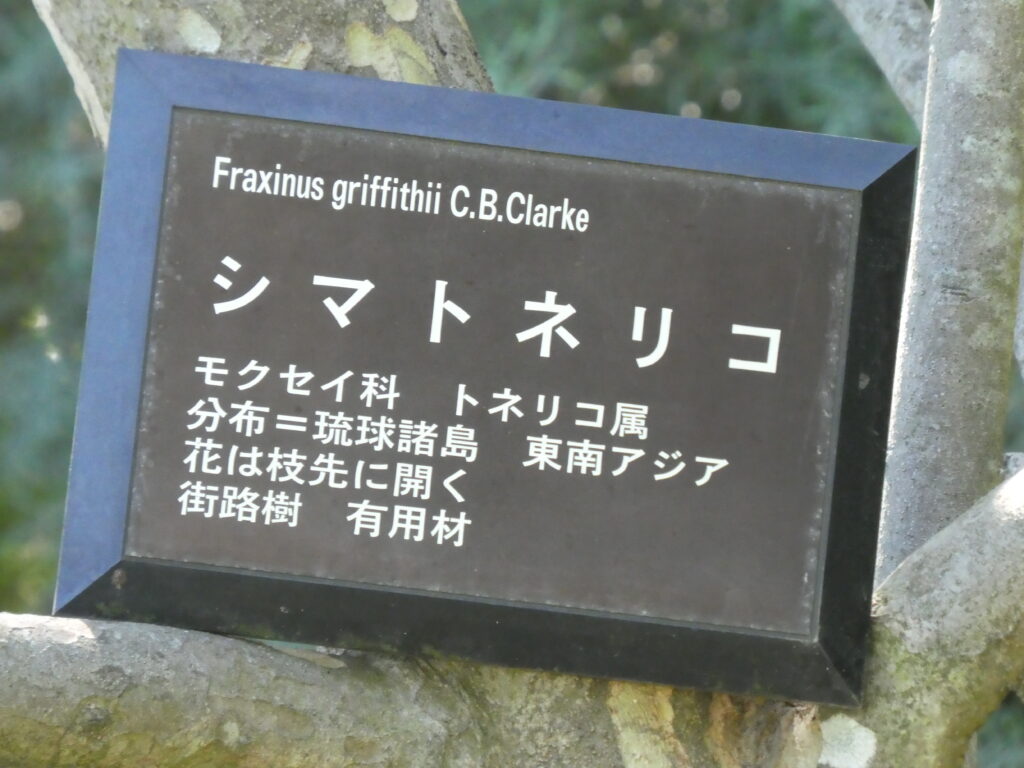 Fraxinus griffithii C.B.Clarke
シマトネリコ
モクセイ科　トネリコ属
分布＝琉球諸島　東南アジア
花は枝先に開く
街路樹　有用材